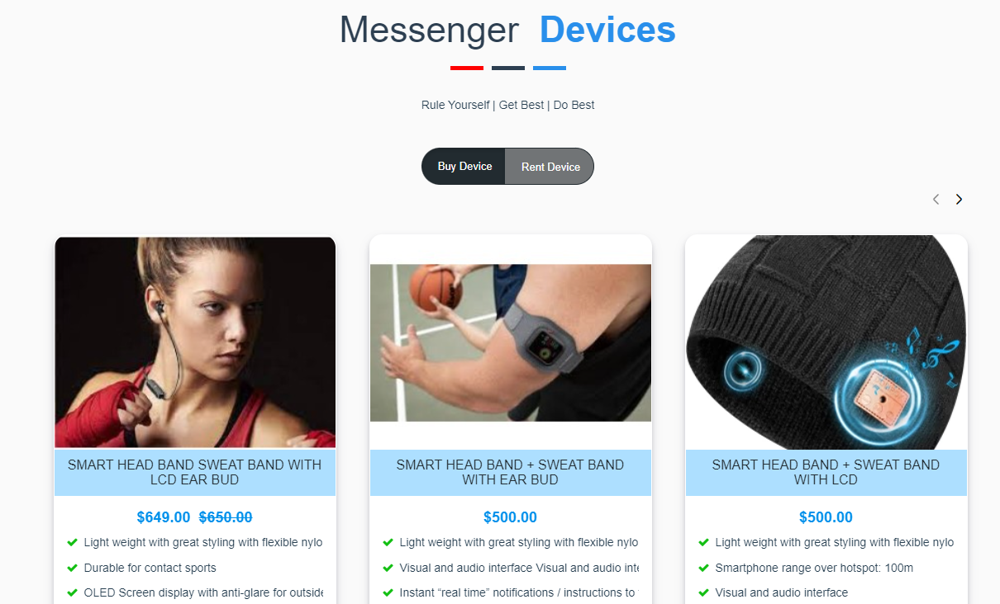 Messenger Devices
Rule Yourself | Get Best | Do Best
Buy Device Rent Device
SMART HEAD BAND SWEAT BAND WITH
LCD EAR BUD
$649.00 $650.00
Light weight with great styling with flexible nylo
Durable for contact sports
OLED Screen display with anti-glare for outside
SMART HEAD BAND + SWEAT BAND
WITH EAR BUD
$500.00
Light weight with great styling with flexible nylo
Visual and audio interface Visual and audio inte
Instant “real time” notifications / instructions to
SMART HEAD BAND + SWEAT BAND
WITH LCD
$500.00
Light weight with great styling with flexible nylo
Smartphone range over hotspot: 100m
Visual and audio interface